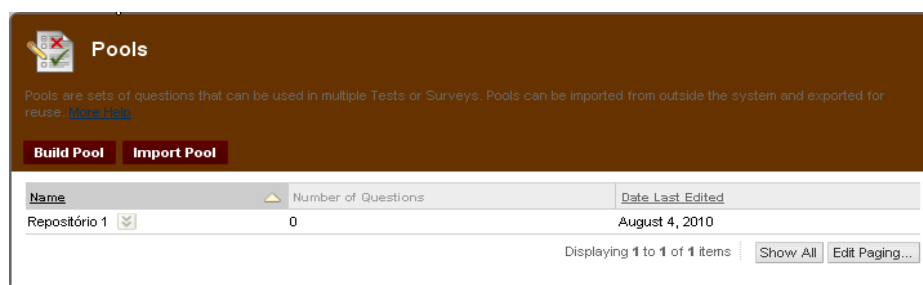 Pools
Pools are sets of questions that can be used in multiple Tests or Surveys. Pools can be imported from outside the system and exported for
reuse. More Help
Build Pool Import Pool
Name Number of Questions Date Last Edited
Repositório 1 0 August 4, 2010
Displaying 1 to 1 of 1 items Show All Edit Paging...